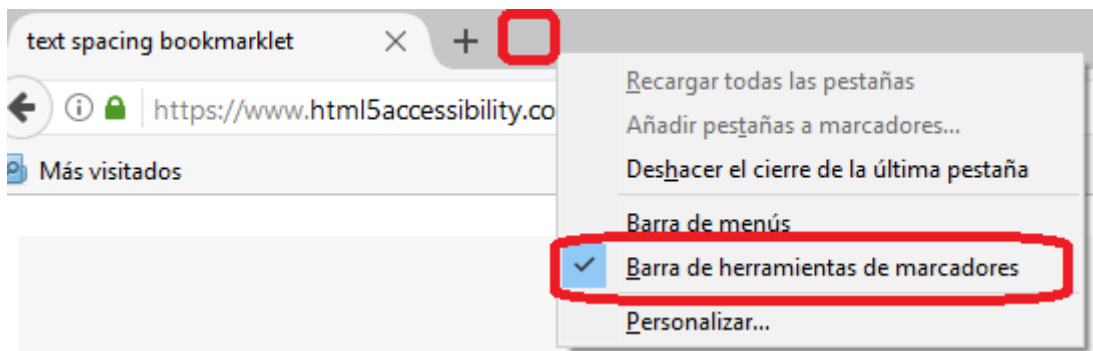 text spacing bookmarklet
https://www.html5accessibility.co
Más visitados
Recargar todas las pestañas
Añadir pestañas a marcadores...
Deshacer el cierre de la última pestaña
Barra de menús
Barra de herramientas de marcadores
Personalizar...